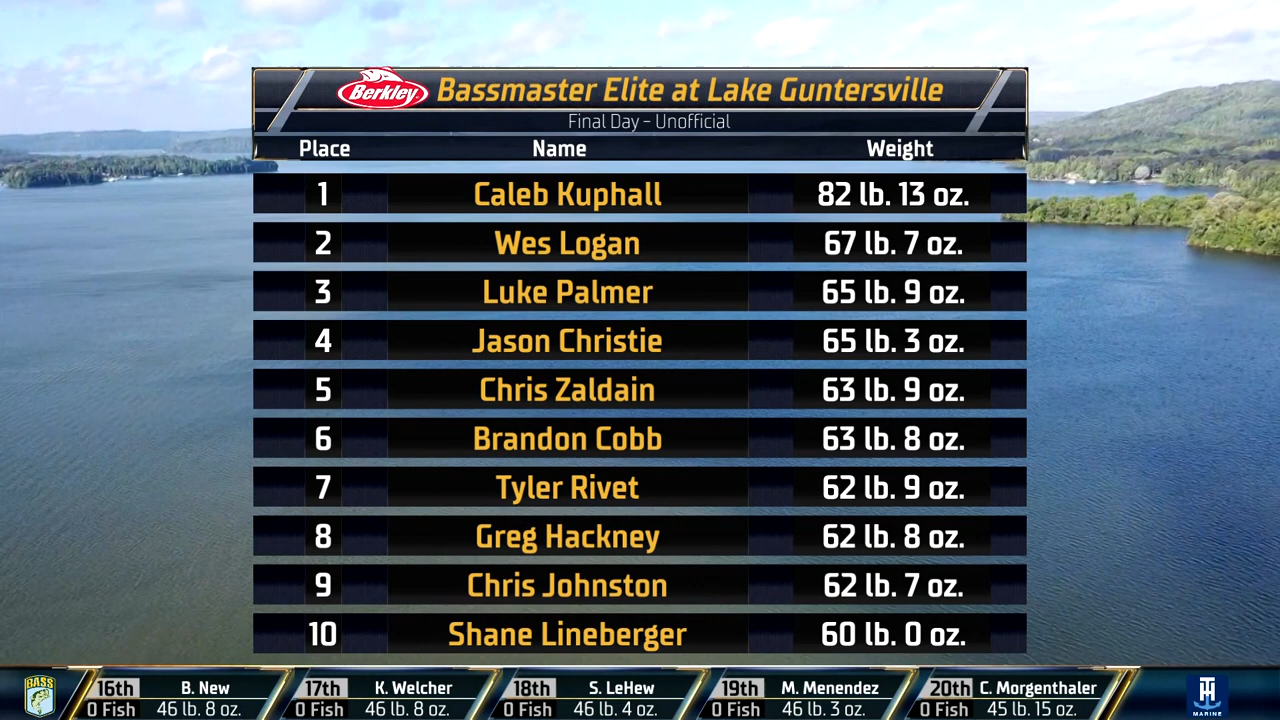 Berkley Bassmaster Elite at Lake Guntersville
Final Day - Unofficial
Place Name Weight
1 Caleb Kuphall 82 lb. 13 oz.
2 Wes Logan 67 lb. 7 oz.
3 Luke Palmer 65 lb. 9 oz.
4 Jason Christie 65 lb. 3 oz.
5 Chris Zaldain 63 lb. 9 oz.
6 Brandon Cobb 63 lb. 8 oz.
7 Tyler Rivet 62 lb. 9 oz.
8 Greg Hackney 62 lb. 8 oz.
9 Chris Johnston 62 lb. 7 oz.
10 Shane Lineberger 60 lb. 0 oz.
BASS 16th B. New 17th K. Welcher 18th S. LeHew 19th M. Menendez 20th C. Morgenthaler TH
0 Fish 46 lb. 8 oz. 0 Fish 46 lb. 8 oz. 0 Fish 46 lb. 4 oz. 0 Fish 46 lb. 3 oz. 0 Fish 45 lb. 15 oz. MARINE